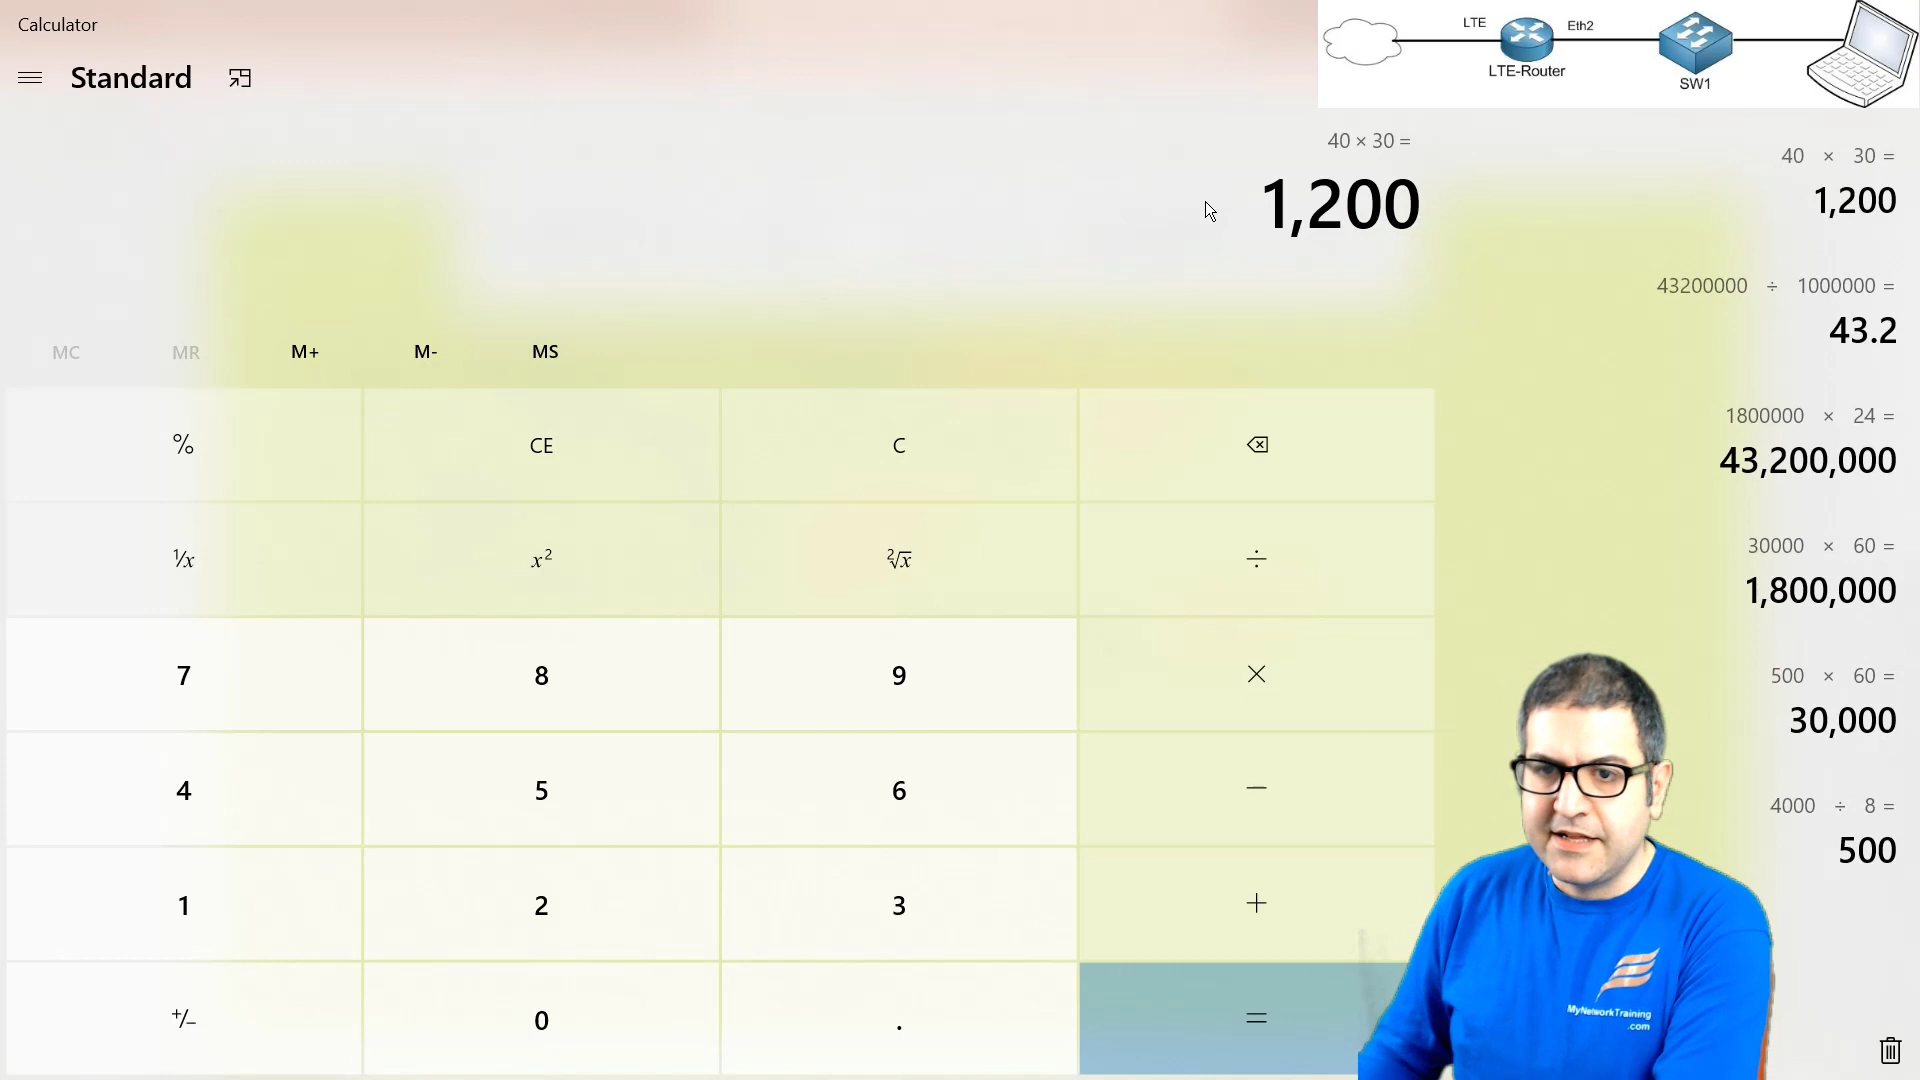 Calculator
Standard
LTE
Eth2
LTE-Router
SW1
40 × 30 =
1,200
40 × 30 =
1,200
43200000 ÷ 1000000 =
43.2
1800000 × 24 =
43,200,000
30000 × 60 =
1,800,000
500 × 60 =
30,000
4000 ÷ 8 =
500
MC MR M+ M- MS
% CE C
⅟x x² ²√x ÷
7 8 9 ×
4 5 6 −
1 2 3 +
+/− 0 . =
MyNetworkTraining
.com